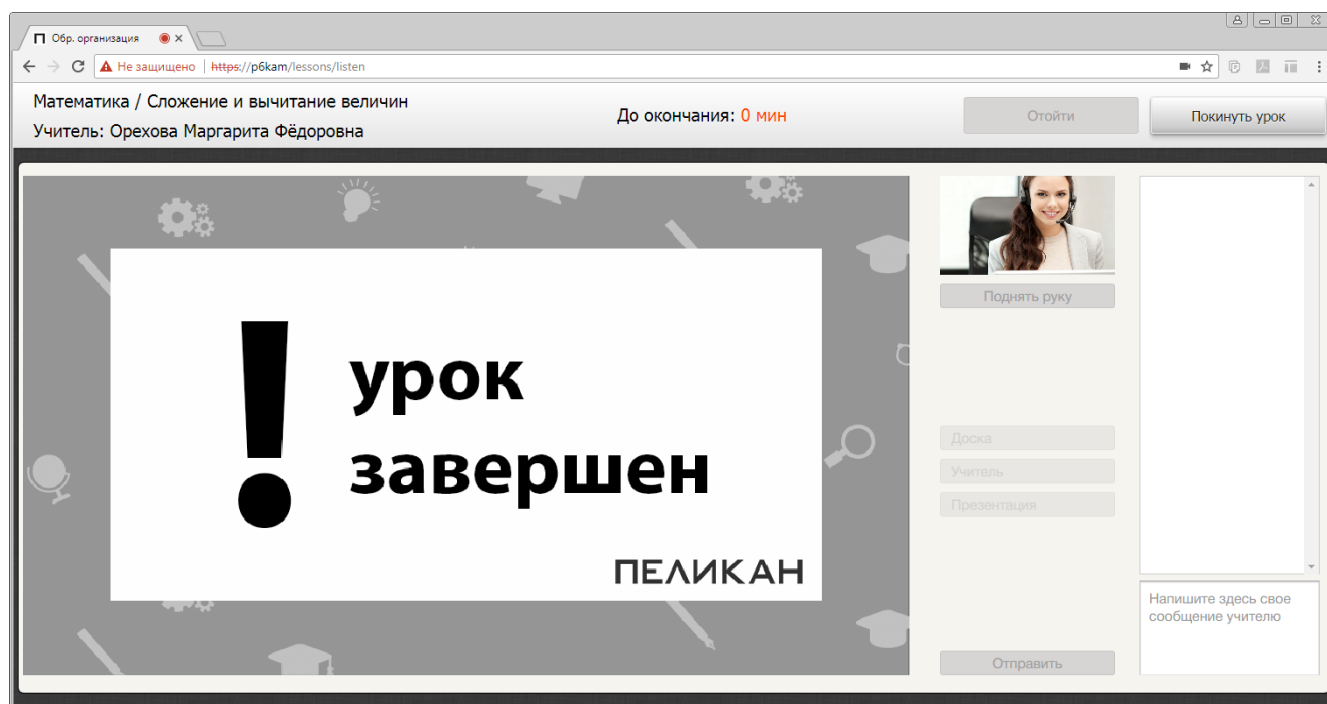 Обр. организация
Не защищено | https://p6kam/lessons/listen
Математика / Сложение и вычитание величин
Учитель: Орехова Маргарита Фёдоровна
До окончания: 0 мин
Отойти
Покинуть урок
! урок
завершен
ПЕЛИКАН
Поднять руку
Доска
Учитель
Презентация
Отправить
Напишите здесь свое
сообщение учителю